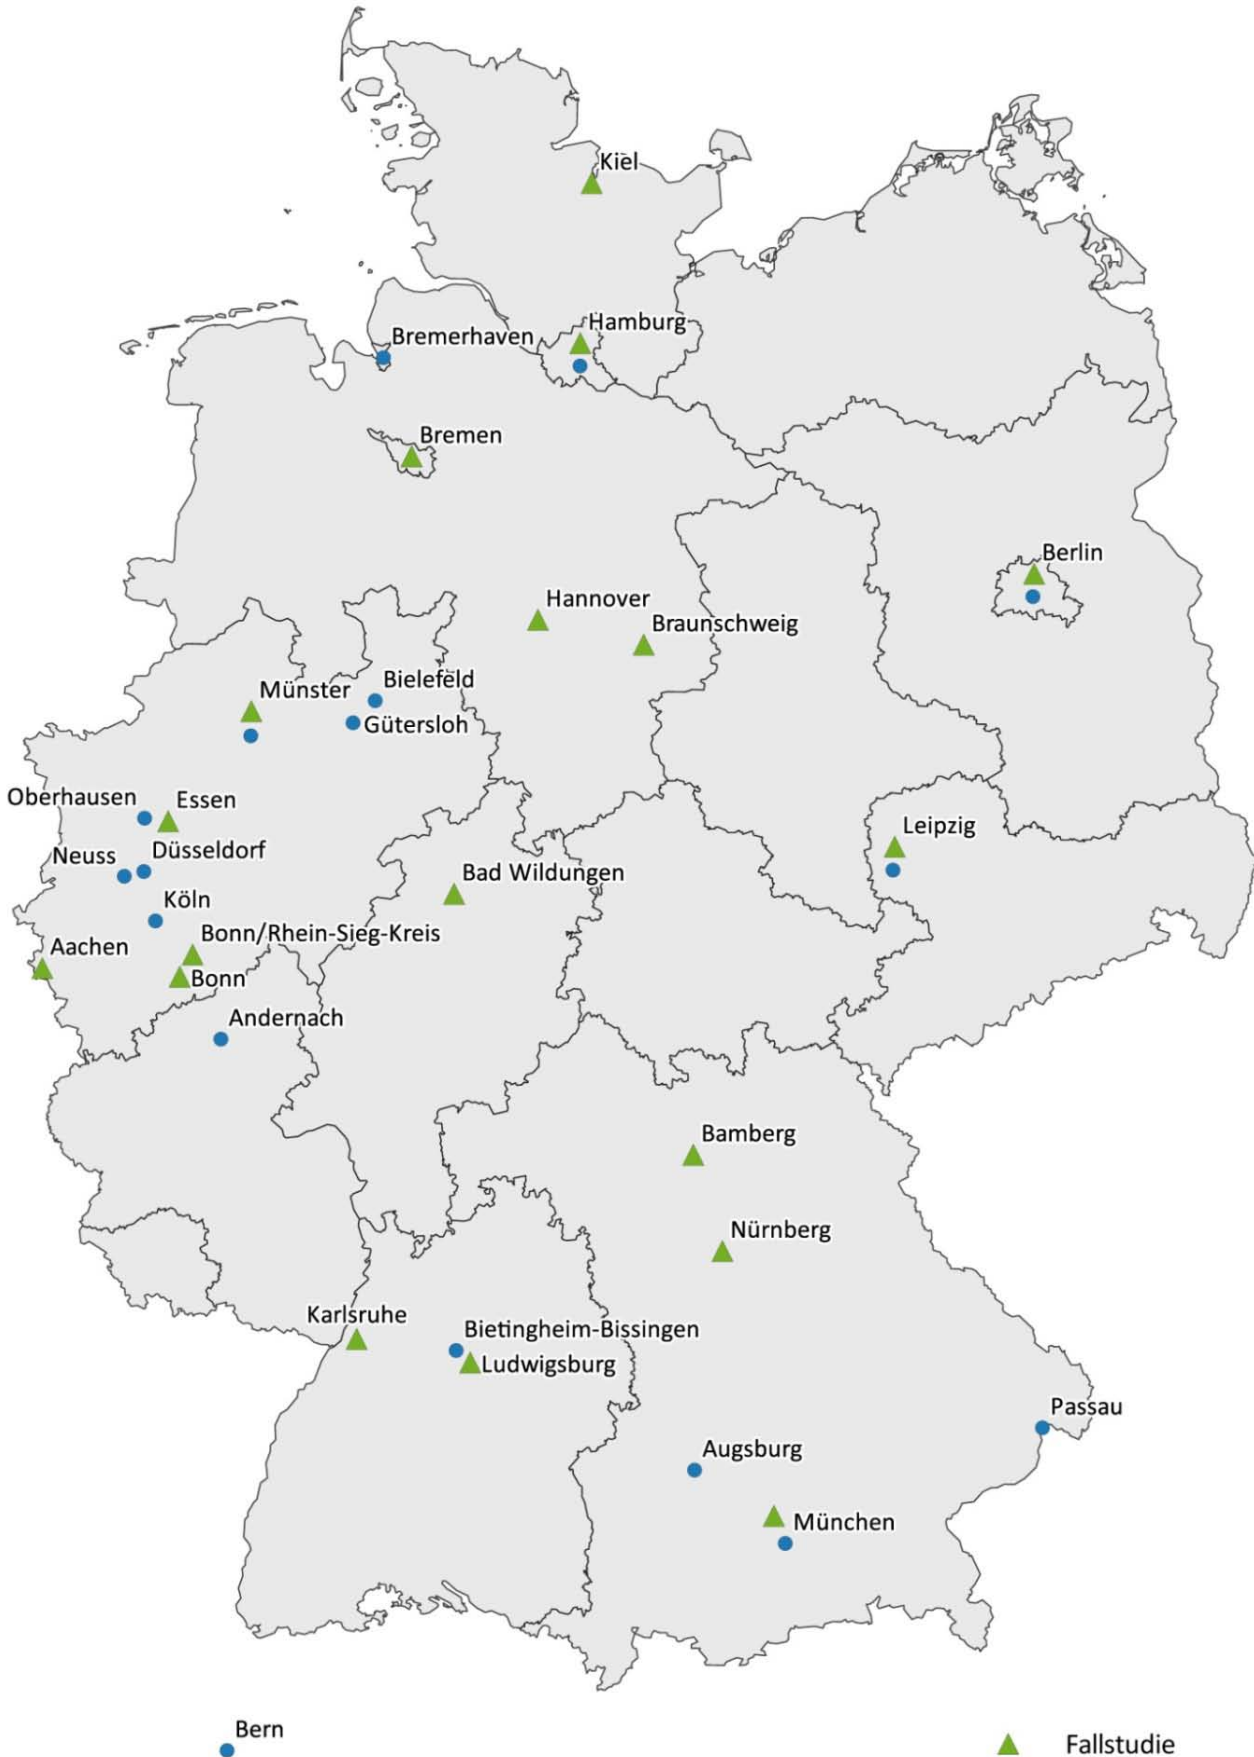 Kiel
Hamburg
Bremerhaven
Bremen
Berlin
Hannover
Braunschweig
Bielefeld
Münster
Gütersloh
Oberhausen
Essen
Leipzig
Düsseldorf
Neuss
Bad Wildungen
Köln
Bonn/Rhein-Sieg-Kreis
Aachen
Bonn
Andernach
Bamberg
Nürnberg
Karlsruhe
Bietingheim-Bissingen
Ludwigsburg
Passau
Augsburg
München
Bern
Fallstudie